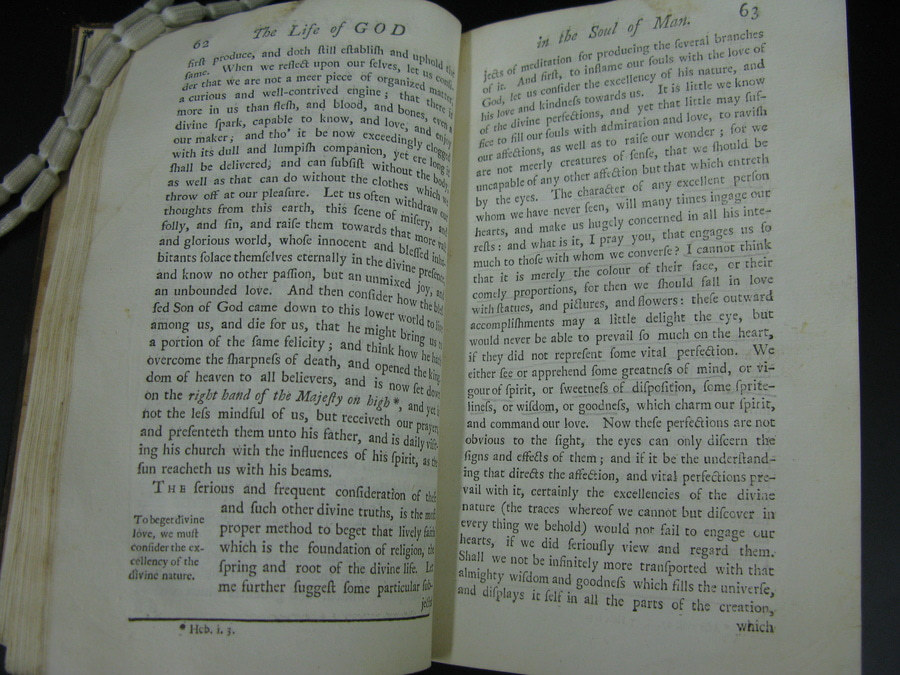 62 The Life of GOD
firſt produce, and doth ſtill eſtabliſh and uphold the
ſame. When we reflect upon our ſelves, let us conſi-
der that we are not a meer piece of organized matter,
a curious and well-contrived engine; that there is
more in us than fleſh, and blood, and bones, even a
divine ſpark, capable to know, and love, and enjoy
our maker; and tho' it be now exceedingly clogged
with its dull and lumpiſh companion, yet ere long it
ſhall be delivered; and can ſubſiſt without the body,
as well as that can do without the clothes which we
throw off at our pleaſure. Let us often withdraw our
thoughts from this earth, this ſcene of miſery, and
folly, and ſin, and raiſe them towards that more
and glorious world, whoſe innocent and bleſſed inha-
bitants ſolace themſelves eternally in the divine preſence,
and know no other paſſion, but an unmixed joy, and
an unbounded love. And then conſider how the bleſ-
ſed Son of God came down to this lower world to live
among us, and die for us, that he might bring us to
a portion of the ſame felicity; and think how he hath
overcome the ſharpneſs of death, and opened the king-
dom of heaven to all believers, and is now ſet down
on the right hand of the Majeſty on high*, and yet is
not the leſs mindful of us, but receiveth our prayers,
and preſenteth them unto his father, and is daily viſit-
ing his church with the influences of his ſpirit, as the
ſun reacheth us with his beams.
THE ſerious and frequent conſideration of theſe
and ſuch other divine truths, is the moſt
proper method to beget that lively faith
which is the foundation of religion, the
ſpring and root of the divine life. Let
me further ſuggeſt ſome particular ſub-
jects
To beget divine
love, we muſt
conſider the ex-
cellency of the
divine nature.
* Heb. i. 3.
in the Soul of Man. 63
jects of meditation for producing the ſeveral branches
of it. And firſt, to inflame our ſouls with the love of
God, let us conſider the excellency of his nature, and
his love and kindneſs towards us. It is little we know
of the divine perfections, and yet that little may ſuf-
fice to fill our ſouls with admiration and love, to raviſh
our affections, as well as to raiſe our wonder; for we
are not meerly creatures of ſenſe, that we ſhould be
uncapable of any other affection but that which entreth
by the eyes. The character of any excellent perſon
whom we have never ſeen, will many times ingage our
hearts, and make us hugely concerned in all his inte-
reſts: and what is it, I pray you, that engages us ſo
much to thoſe with whom we converſe? I cannot think
that it is merely the colour of their face, or their
comely proportions, for then we ſhould fall in love
with ſtatues, and pictures, and flowers: theſe outward
accompliſhments may a little delight the eye, but
would never be able to prevail ſo much on the heart,
if they did not repreſent ſome vital perfection. We
either ſee or apprehend ſome greatneſs of mind, or vi-
gour of ſpirit, or ſweetneſs of diſpoſition, ſome ſprite-
lineſs, or wiſdom, or goodneſs, which charm our ſpirit,
and command our love. Now theſe perfections are not
obvious to the ſight, the eyes can only diſcern the
ſigns and effects of them; and if it be the underſtand-
ing that directs the affection, and vital perfections pre-
vail with it, certainly the excellencies of the divine
nature (the traces whereof we cannot but diſcover in
every thing we behold) would not fail to engage our
hearts, if we did ſeriouſly view and regard them.
Shall we not be infinitely more tranſported with that
almighty wiſdom and goodneſs which fills the univerſe,
and diſplays it ſelf in all the parts of the creation,
which